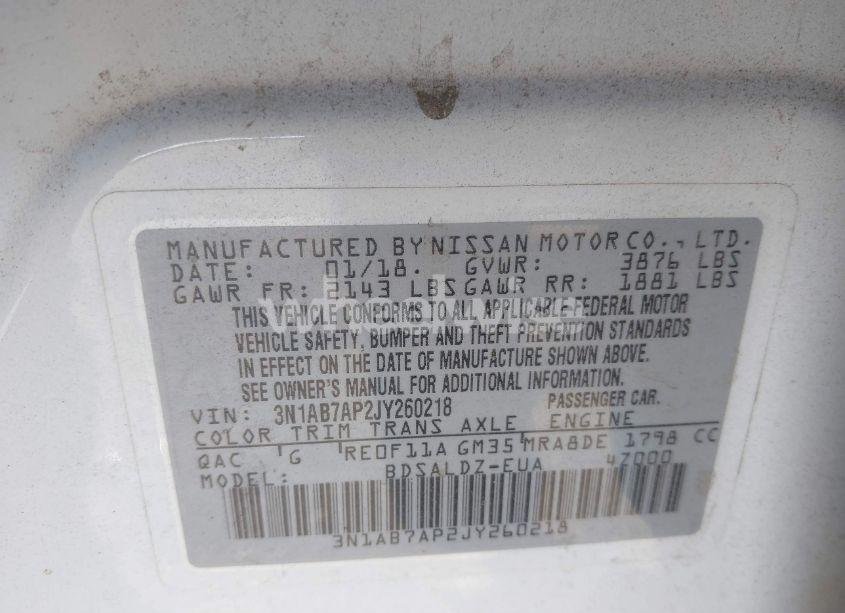 MANUFACTURED BY NISSAN MOTOR CO., LTD.
DATE: 01/18. GVWR: 3876 LBS
GAWR FR: 2143 LBS GAWR RR: 1881 LBS
THIS VEHICLE CONFORMS TO ALL APPLICABLE FEDERAL MOTOR
VEHICLE SAFETY, BUMPER AND THEFT PREVENTION STANDARDS
IN EFFECT ON THE DATE OF MANUFACTURE SHOWN ABOVE.
SEE OWNER'S MANUAL FOR ADDITIONAL INFORMATION.
VIN: 3N1AB7AP2JY260218 PASSENGER CAR.
COLOR TRIM TRANS AXLE ENGINE
QAC G RE0F11A GM35 MRA8DE 1798 CC
MODEL: BDSALDZ-EUA 47000
3N1AB7AP2JY260218